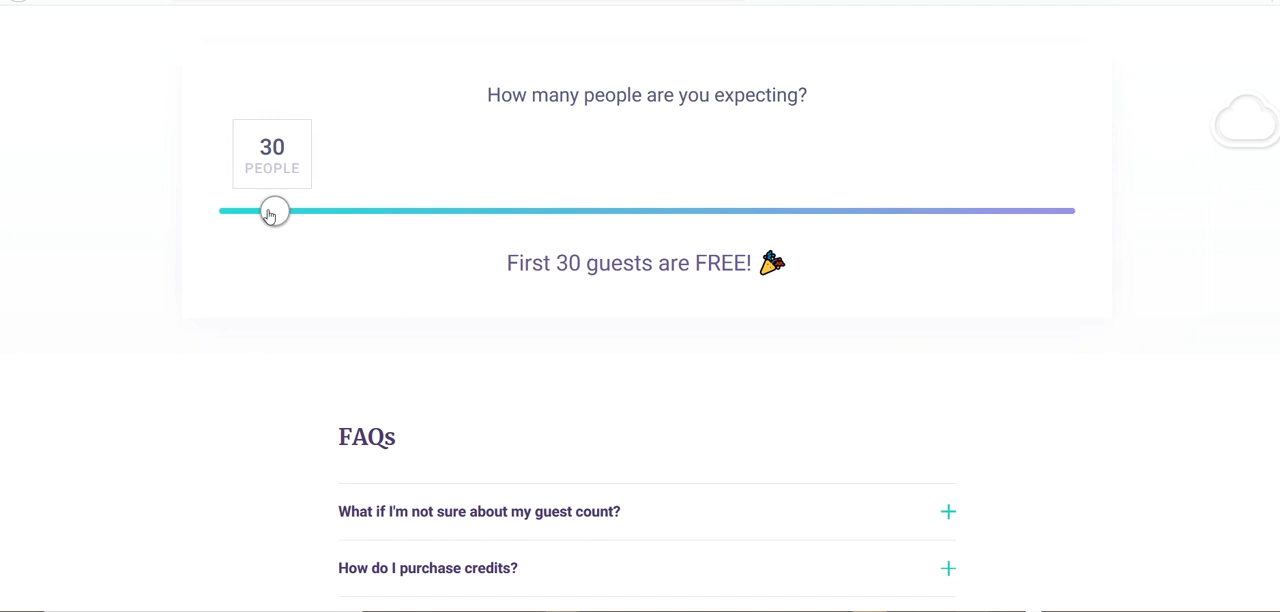 How many people are you expecting?
30
PEOPLE
First 30 guests are FREE!
FAQs
What if I'm not sure about my guest count?
How do I purchase credits?